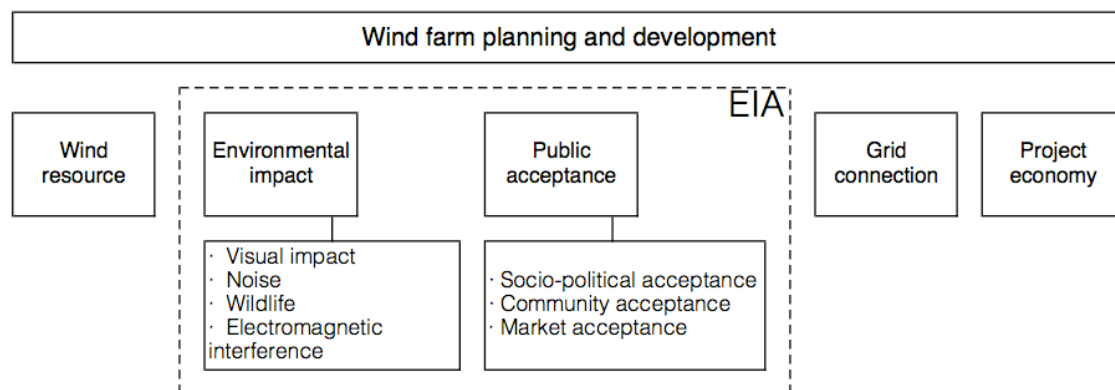 Wind farm planning and development
EIA
Wind
resource
Environmental
impact
Public
acceptance
Grid
connection
Project
economy
· Visual impact
· Noise
· Wildlife
· Electromagnetic
interference
· Socio-political acceptance
· Community acceptance
· Market acceptance